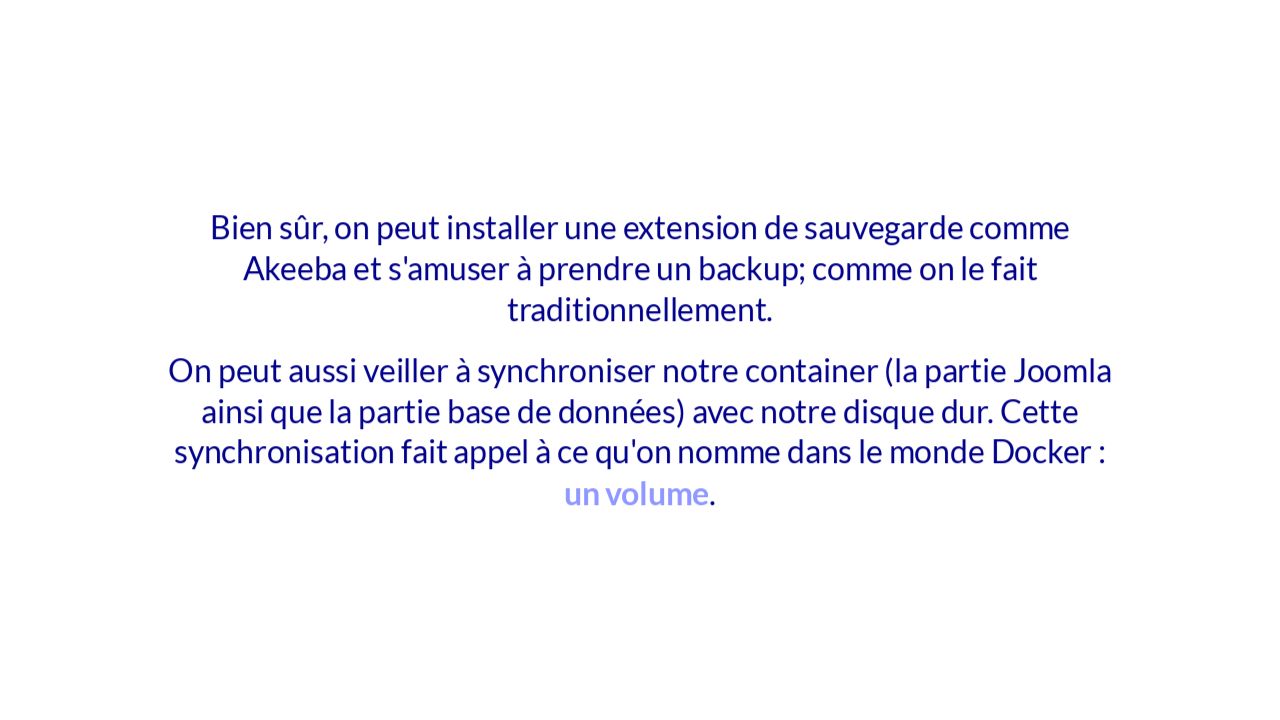 Bien sûr, on peut installer une extension de sauvegarde comme
Akeeba et s'amuser à prendre un backup; comme on le fait
traditionnellement.
On peut aussi veiller à synchroniser notre container (la partie Joomla
ainsi que la partie base de données) avec notre disque dur. Cette
synchronisation fait appel à ce qu'on nomme dans le monde Docker :
un volume.